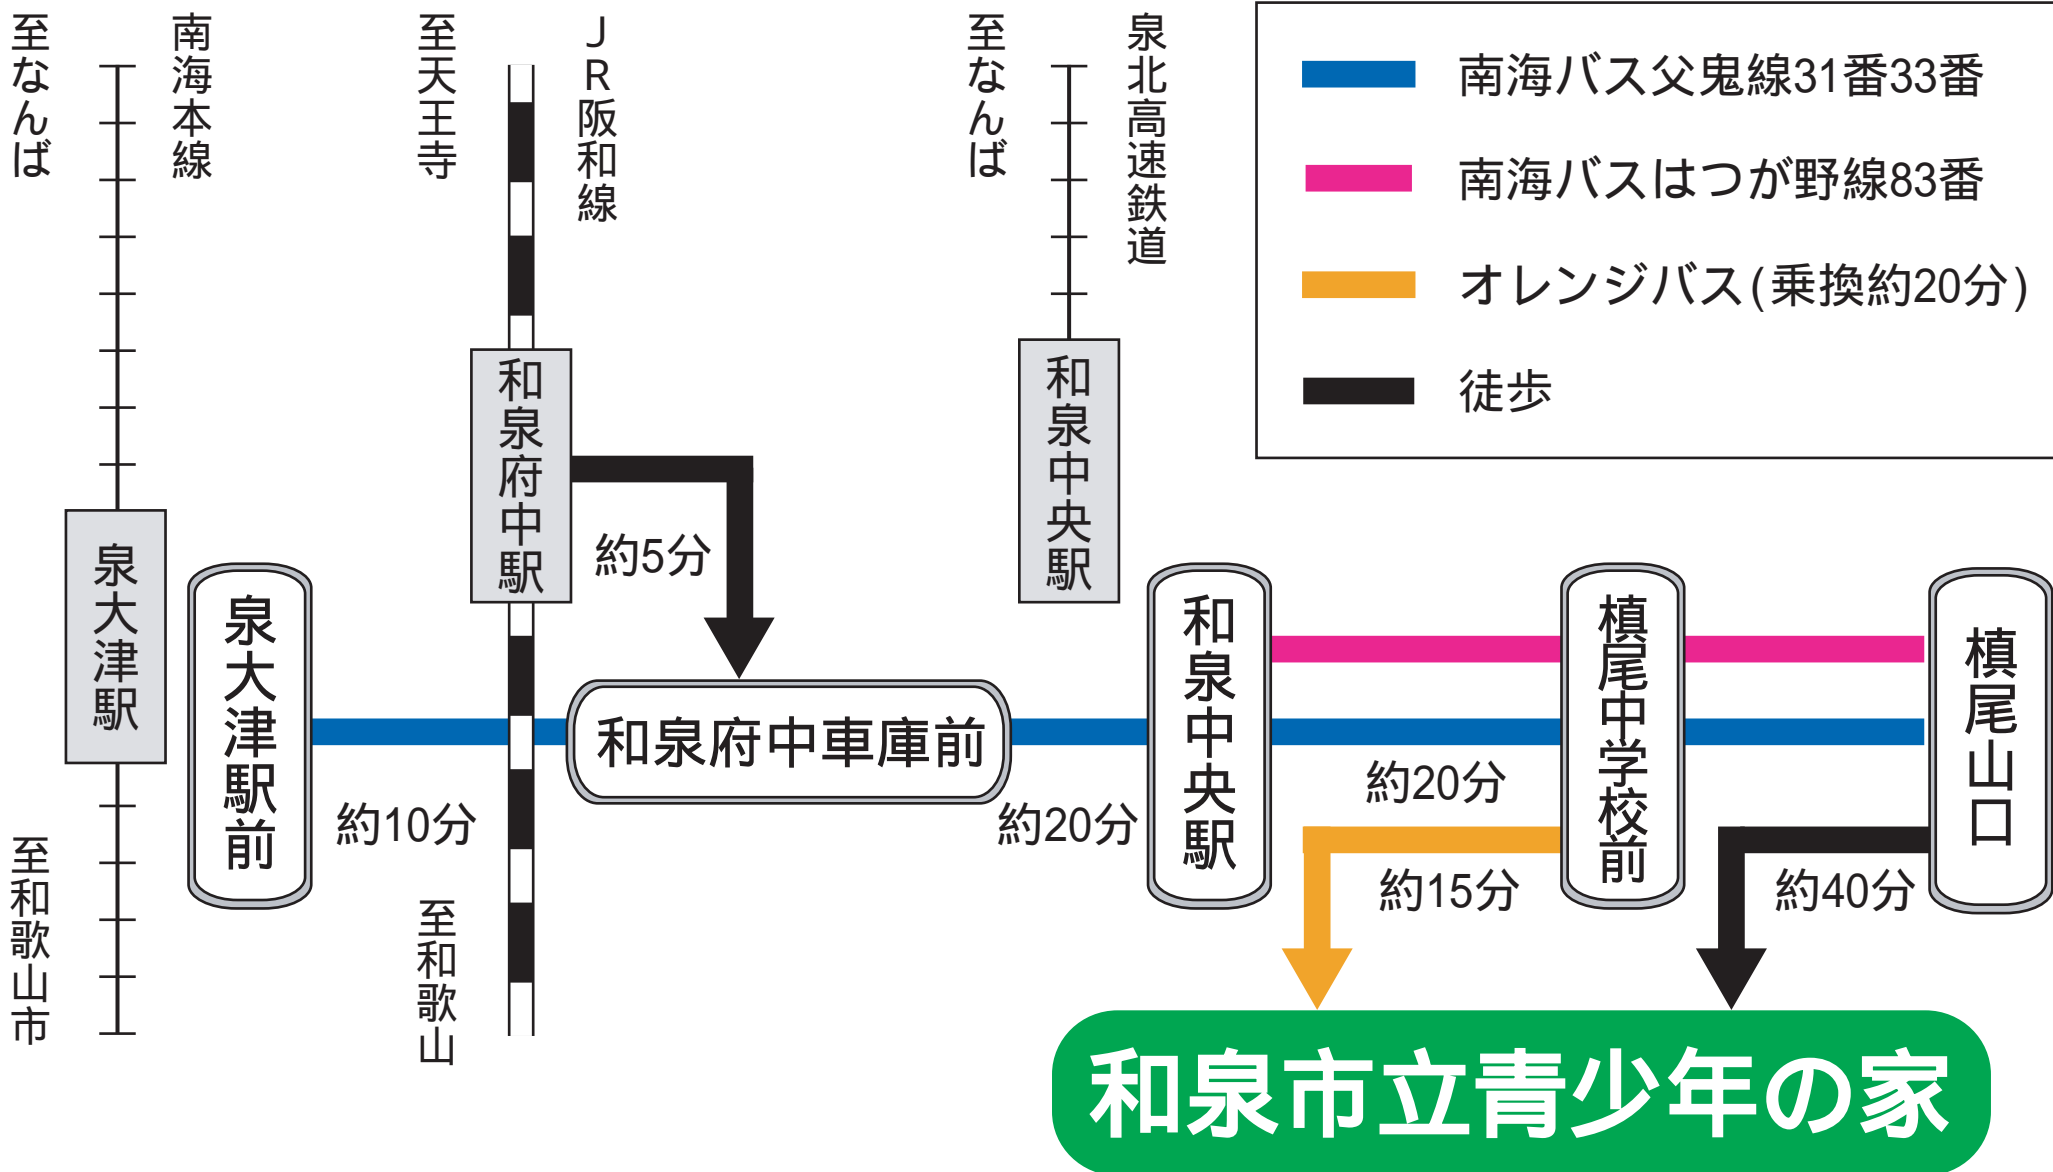 至なんば
南海本線
至天王寺
JR阪和線
至なんば
泉北高速鉄道
南海バス父鬼線31番33番
南海バスはつが野線83番
オレンジバス(乗換約20分)
徒歩
泉大津駅
和泉府中駅
和泉中央駅
約5分
泉大津駅前
和泉府中車庫前
和泉中央駅
槙尾中学校前
槙尾山口
約10分
約20分
約20分
約15分
約40分
至和歌山市
至和歌山
和泉市立青少年の家